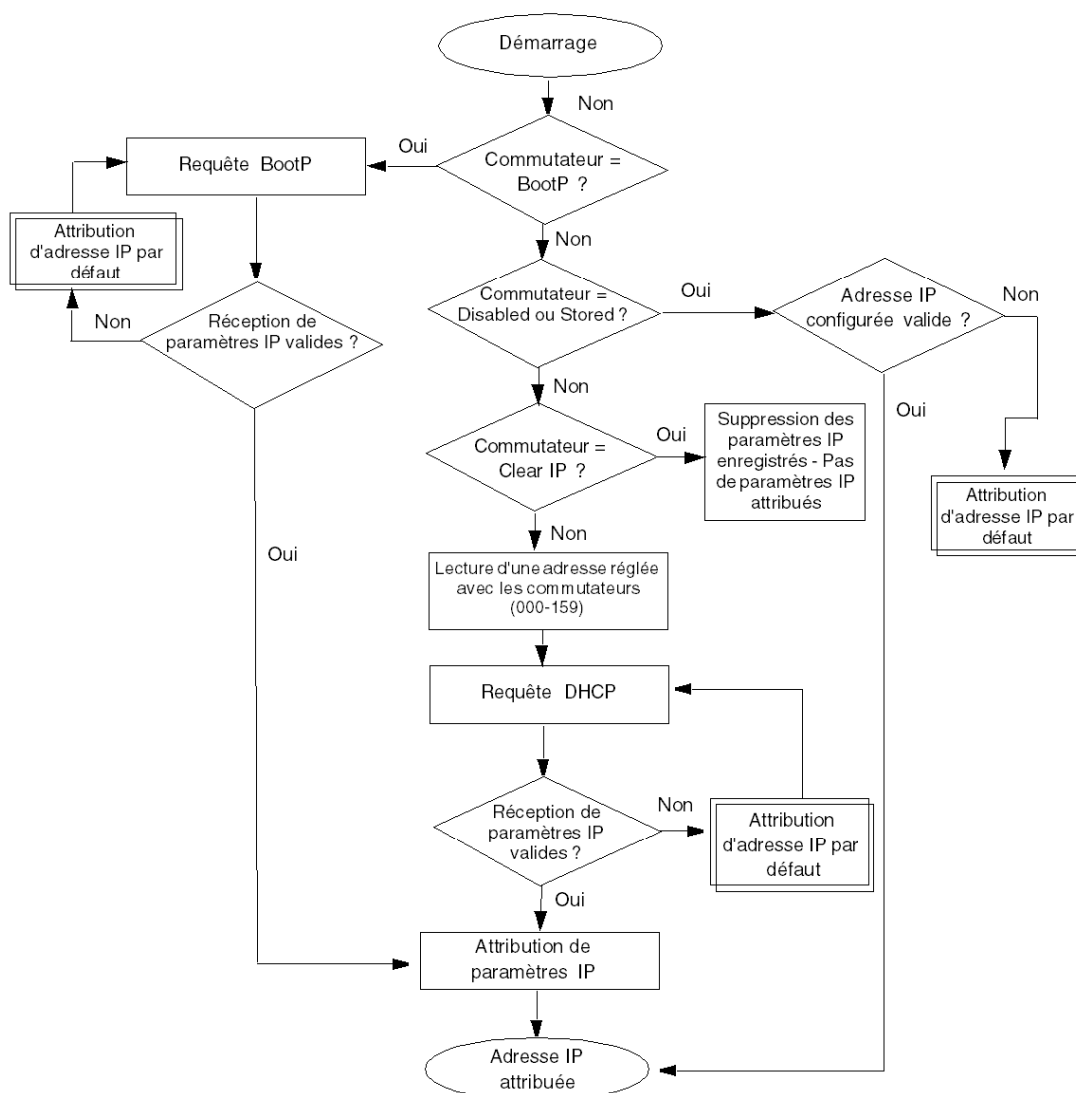 Démarrage
Non
Oui
Requête BootP
Commutateur =
BootP ?
Attribution
d'adresse IP par
défaut
Non
Commutateur =
Disabled ou Stored ?
Oui
Adresse IP
configurée valide ?
Non
Non
Réception de
paramètres IP valides ?
Non
Oui
Commutateur =
Clear IP ?
Oui
Suppression des
paramètres IP
enregistrés - Pas
de paramètres IP
attribués
Attribution
d'adresse IP par
défaut
Non
Oui
Lecture d'une adresse réglée
avec les commutateurs
(000-159)
Requête DHCP
Réception de
paramètres IP
valides ?
Non
Attribution
d'adresse IP par
défaut
Oui
Attribution de
paramètres IP
Adresse IP
attribuée